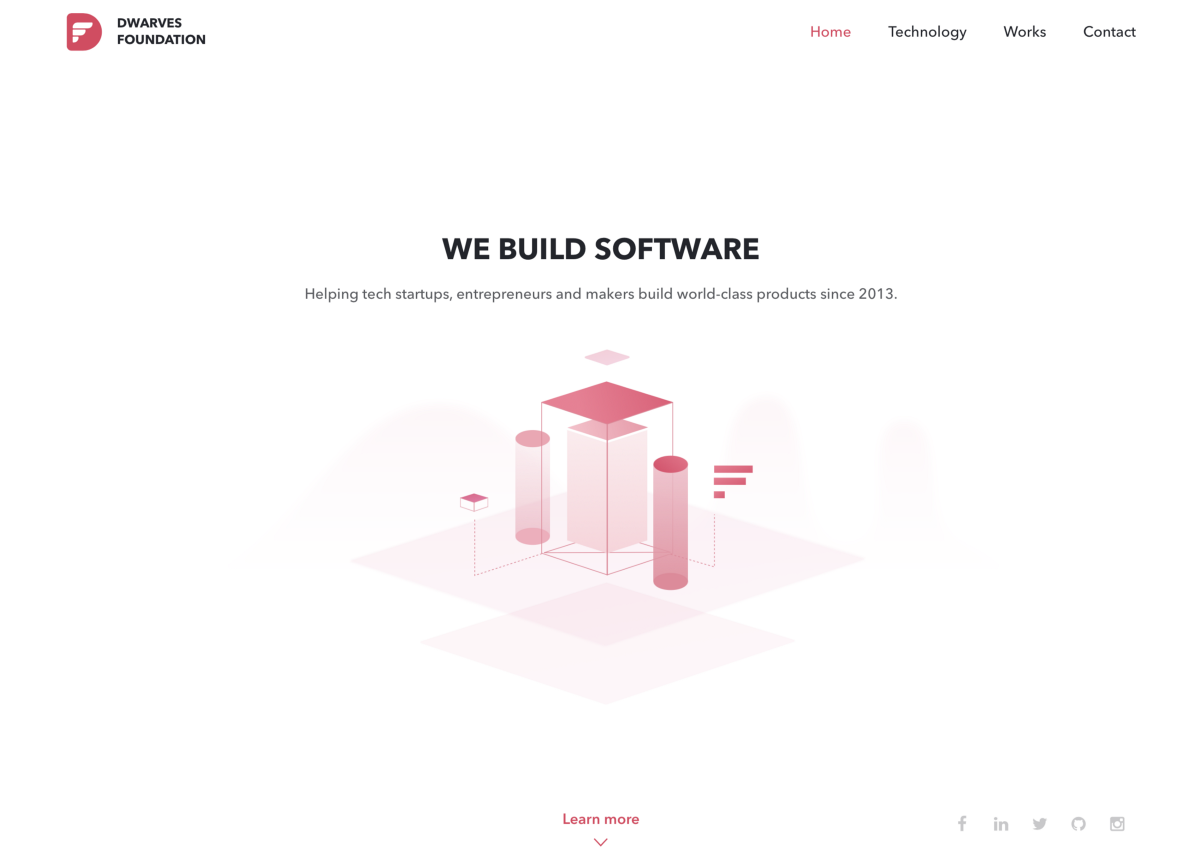 DWARVES
FOUNDATION
Home Technology Works Contact
WE BUILD SOFTWARE
Helping tech startups, entrepreneurs and makers build world-class products since 2013.
Learn more